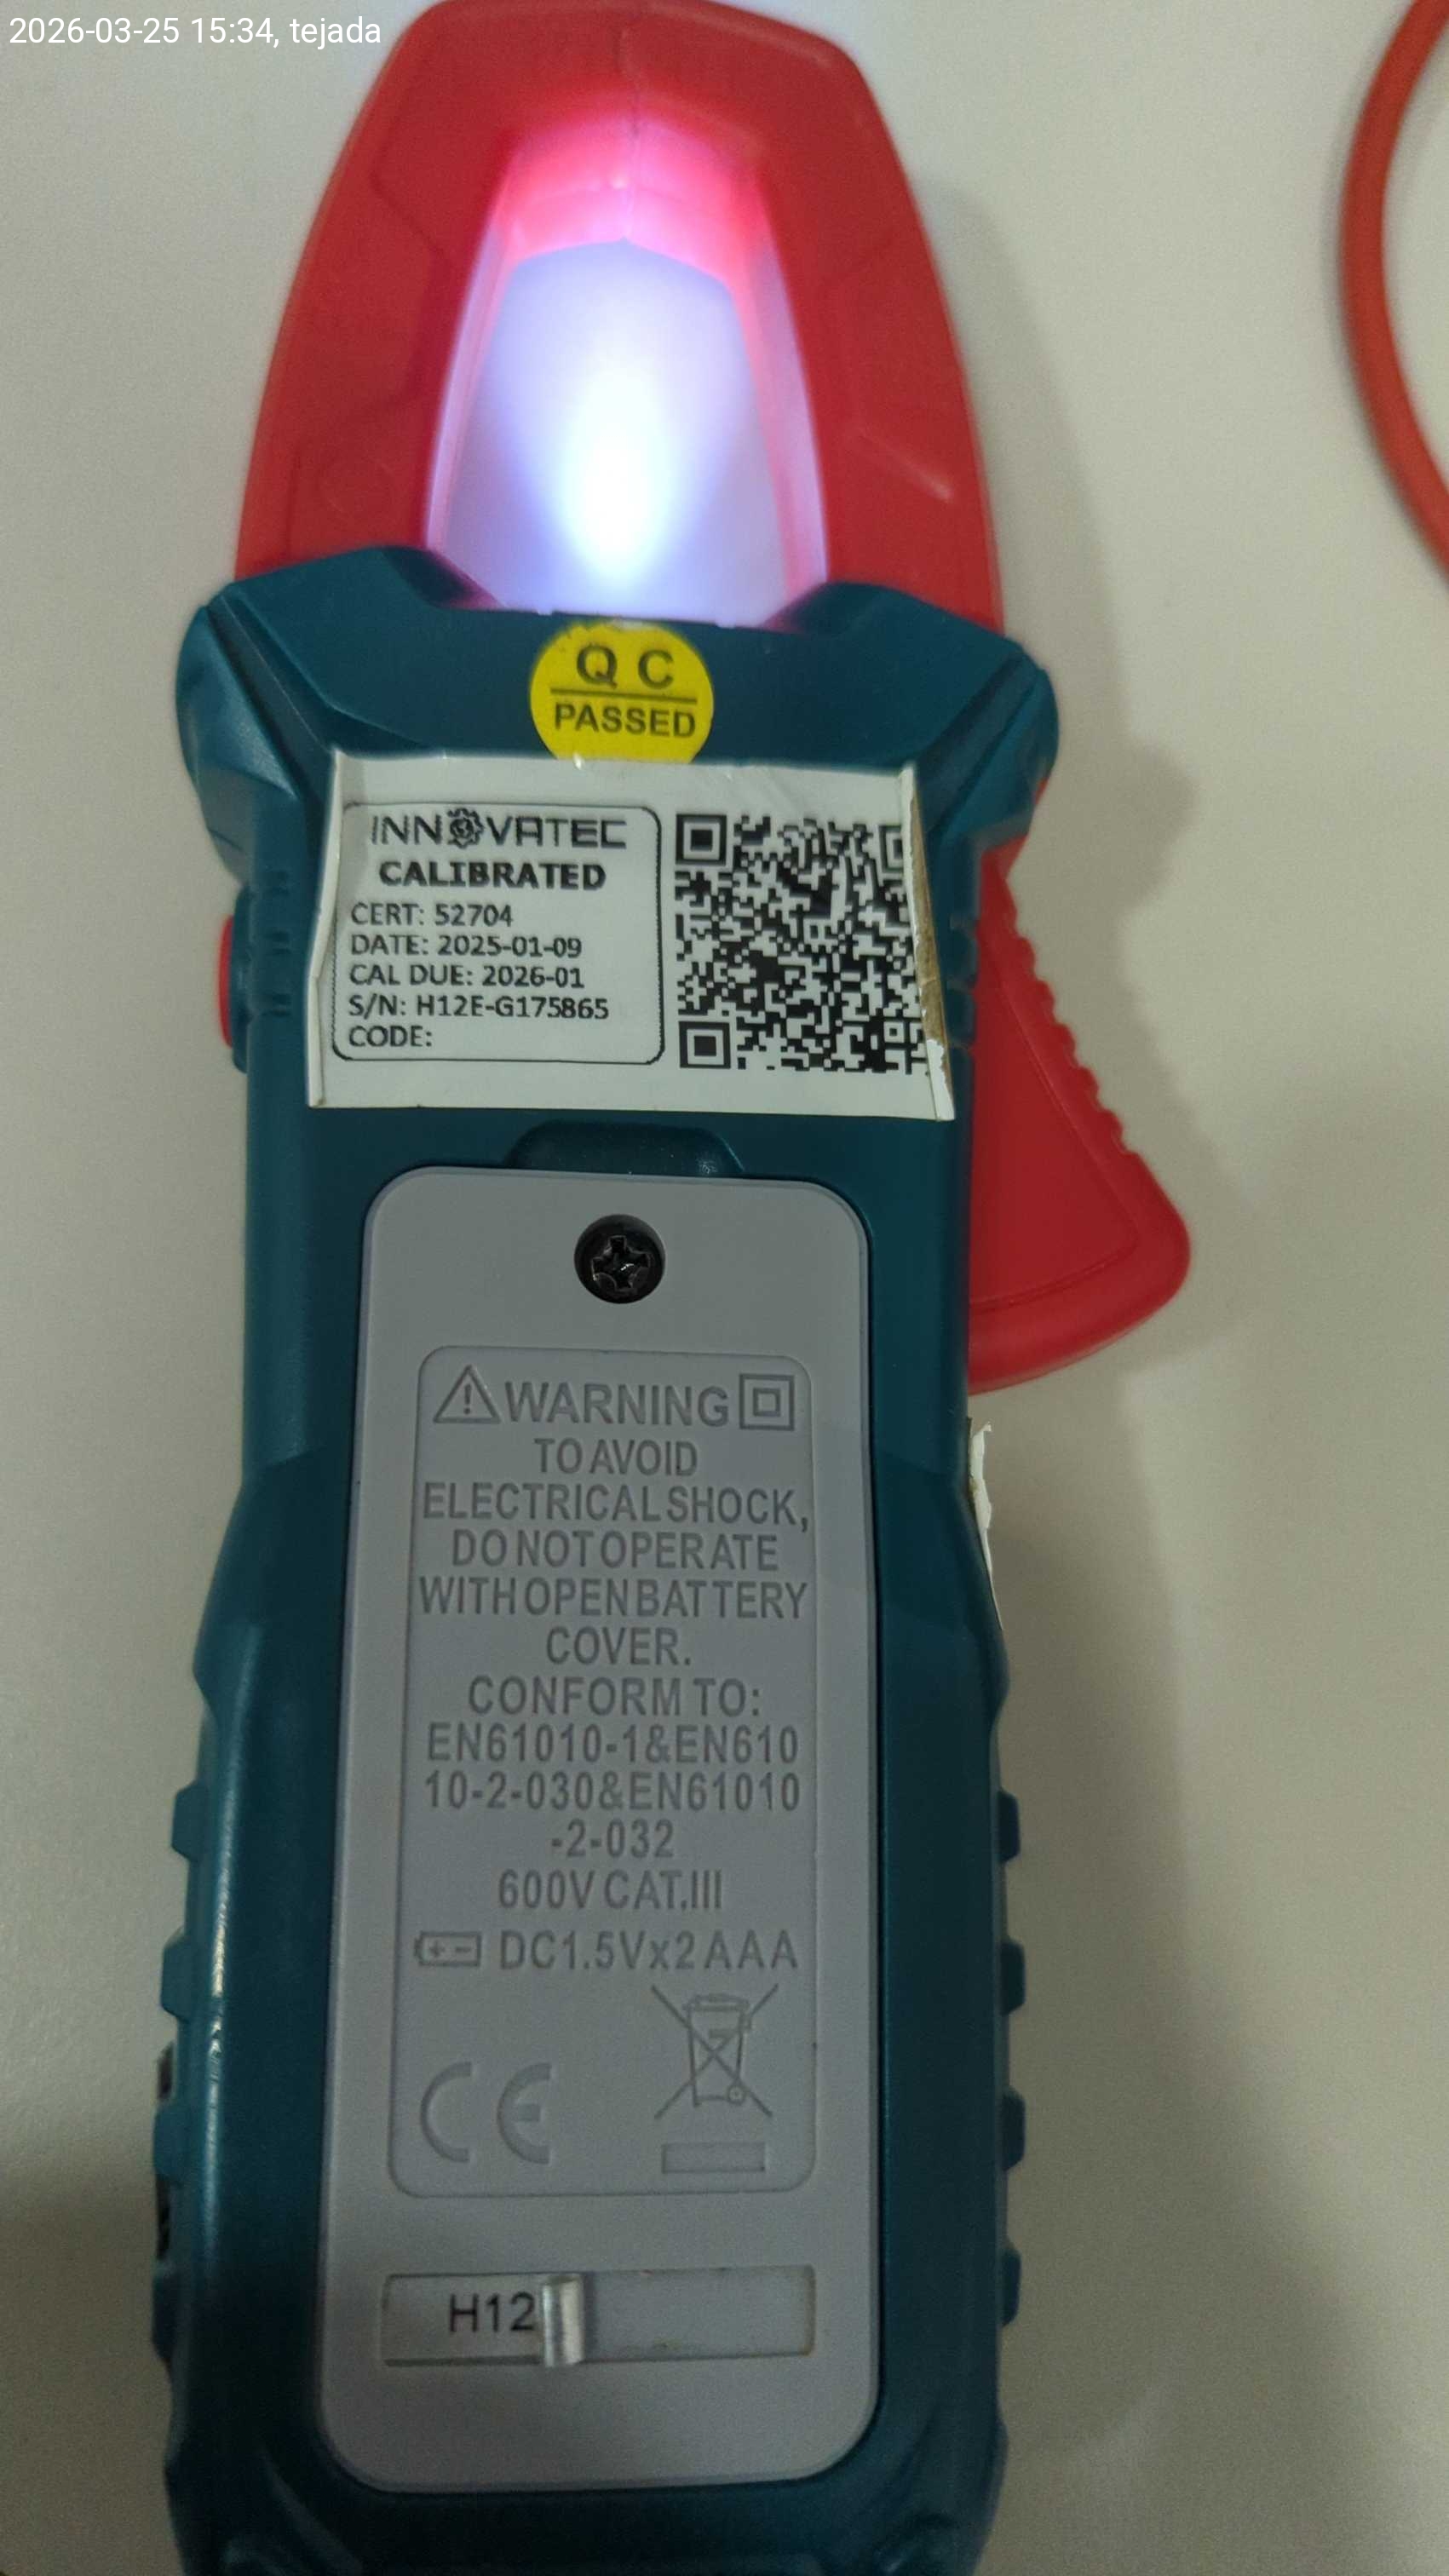 2026-03-25 15:34, tejada
QC
PASSED
INNOVATEC
CALIBRATED
CERT: 52704
DATE: 2025-01-09
CAL DUE: 2026-01
S/N: H12E-G175865
CODE:
WARNING
TO AVOID
ELECTRICAL SHOCK,
DO NOT OPERATE
WITH OPEN BATTERY
COVER.
CONFORM TO:
EN61010-1&EN610
10-2-030&EN61010
-2-032
600V CAT.III
DC1.5Vx2 AAA
CE
H12